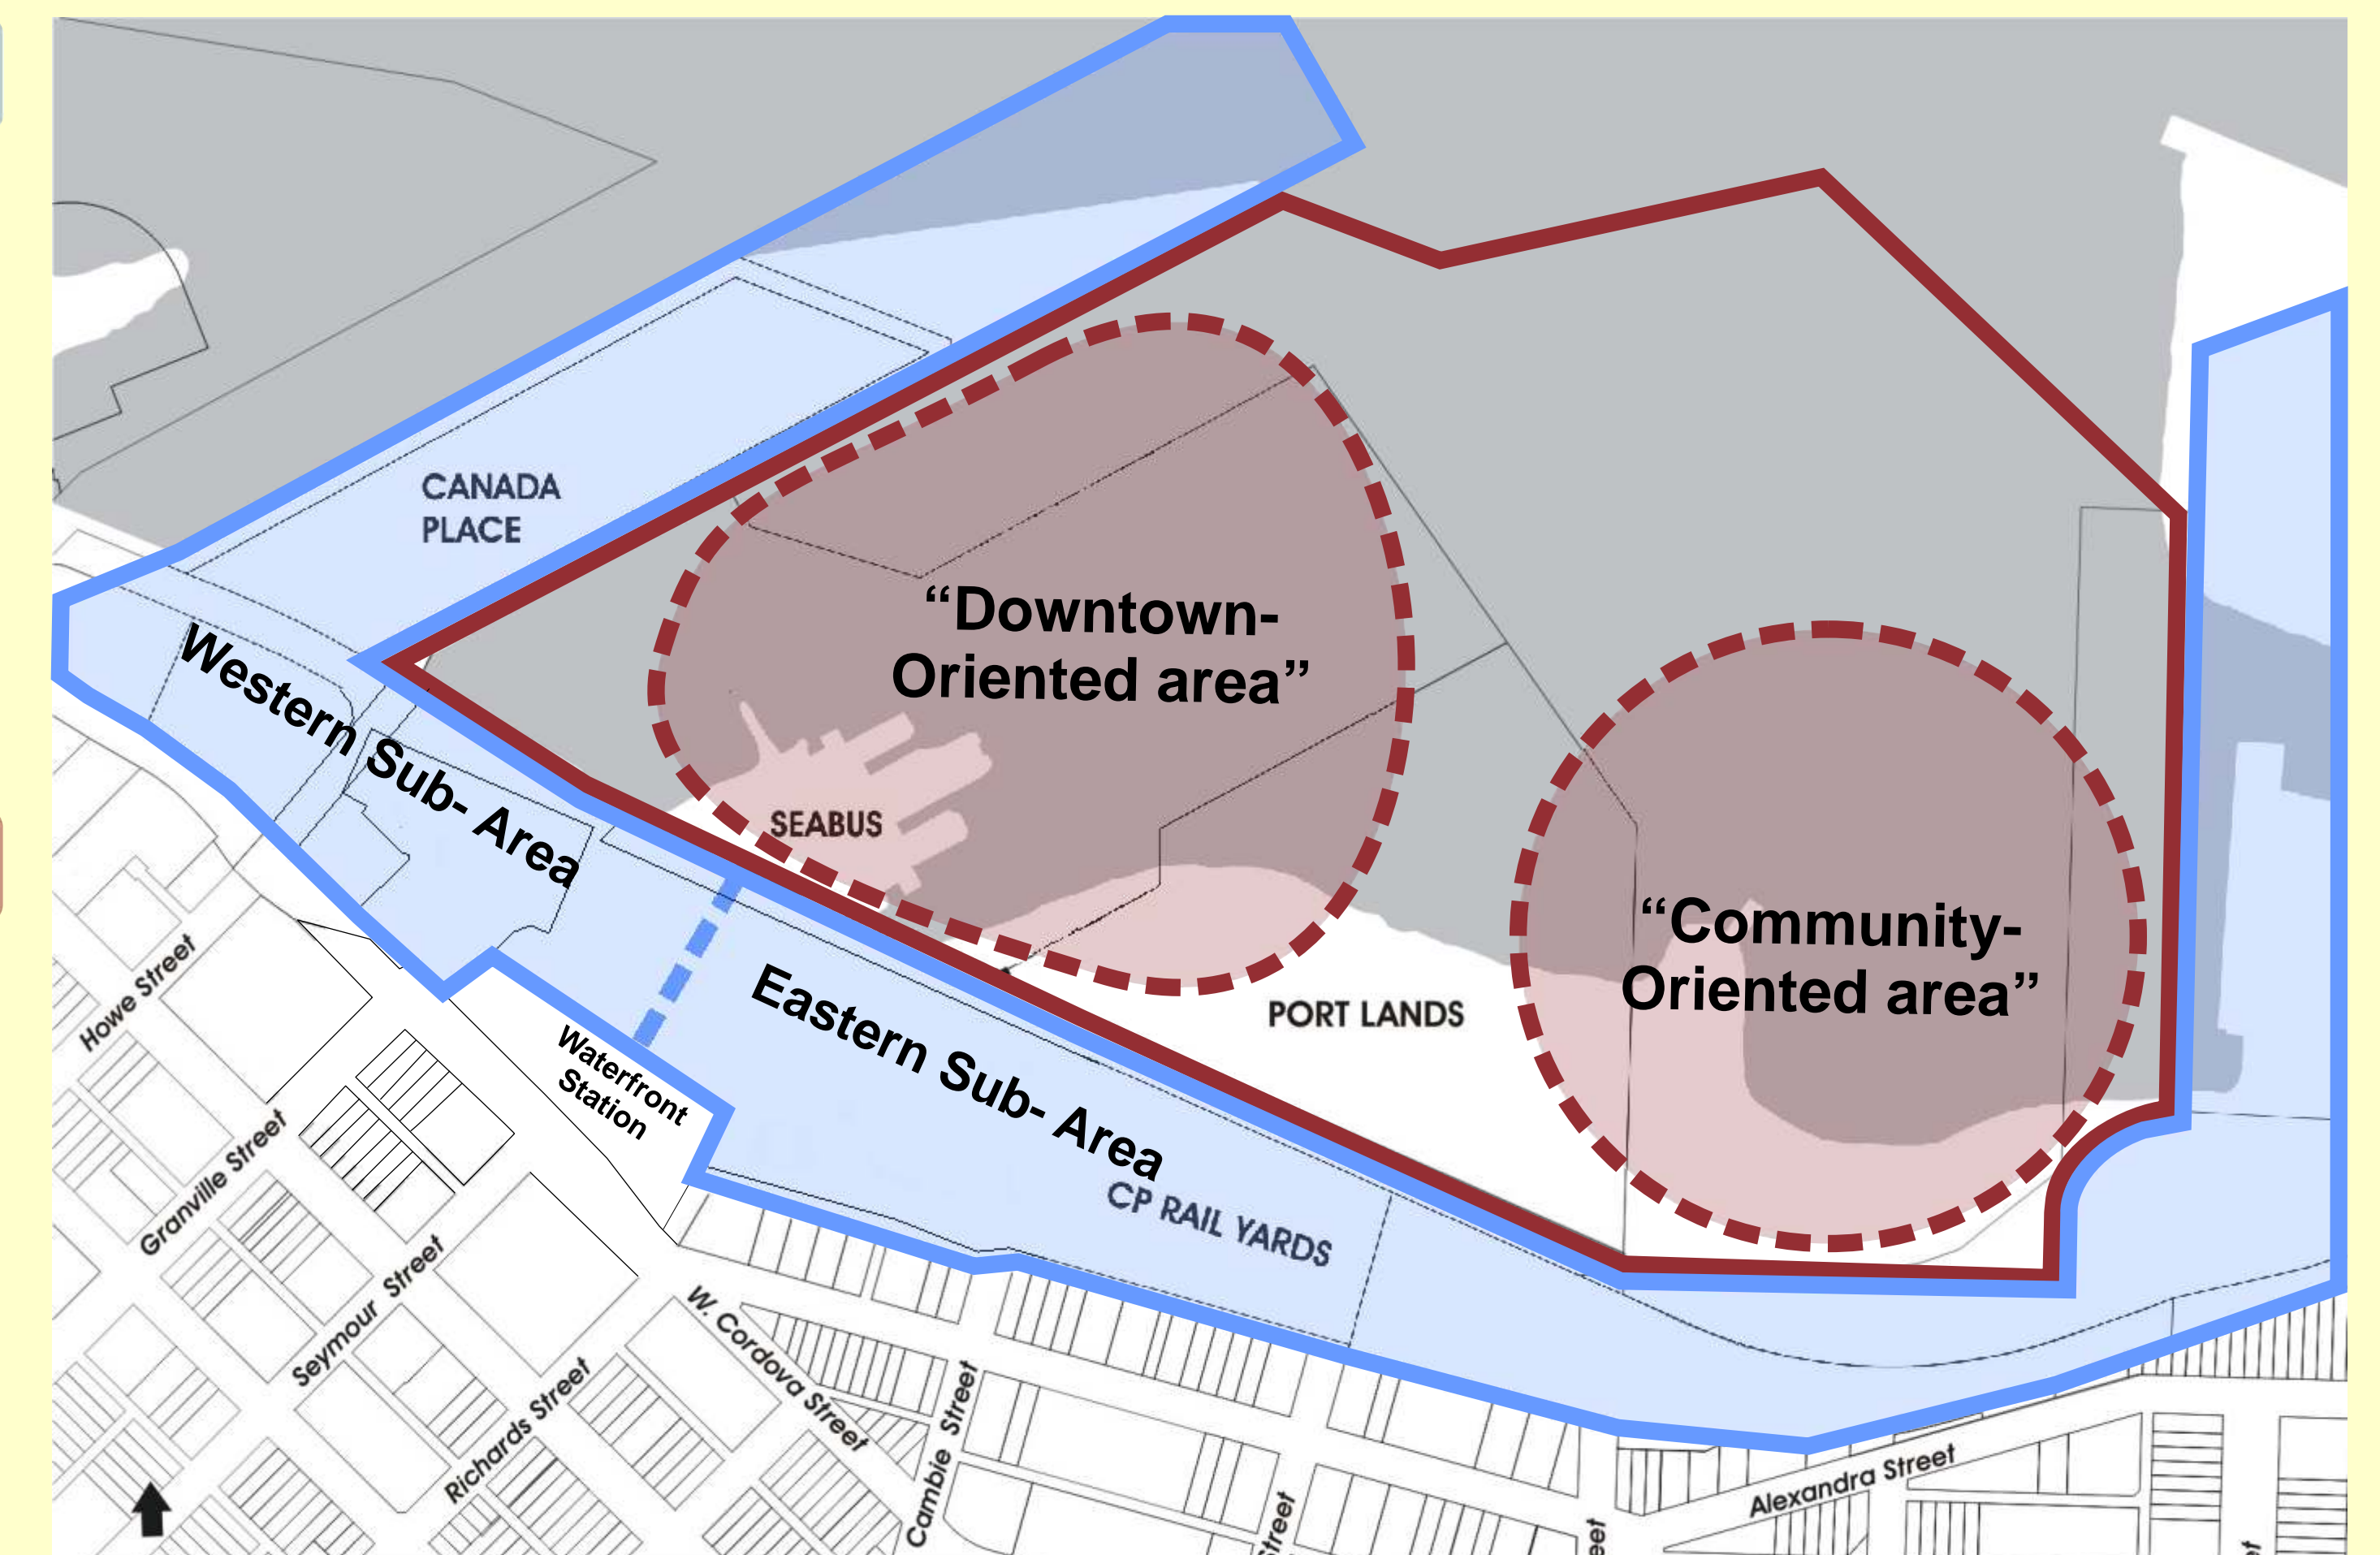 CANADA
PLACE
“Downtown-
Oriented area”
Western Sub- Area
SEABUS
“Community-
Oriented area”
PORT LANDS
Eastern Sub- Area
Waterfront
Station
CP RAIL YARDS
Howe Street
Granville Street
Seymour Street
Richards Street
W. Cordova Street
Cambie Street
Alexandra Street